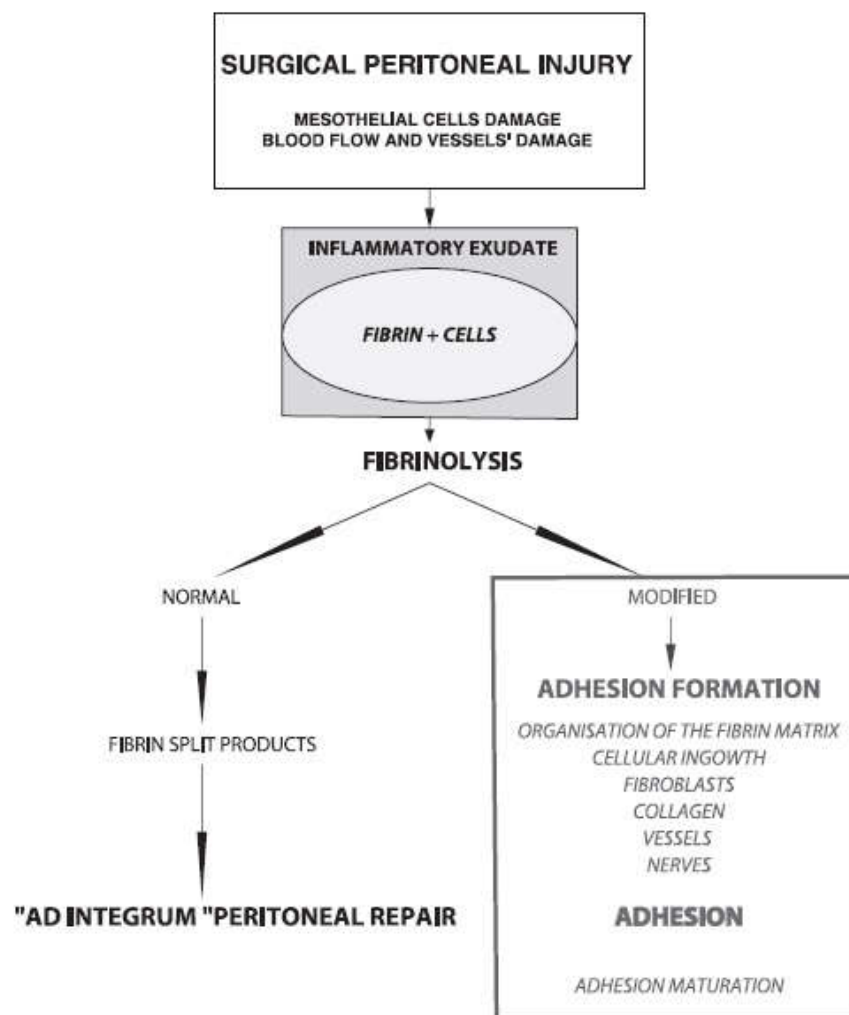 SURGICAL PERITONEAL INJURY
MESOTHELIAL CELLS DAMAGE
BLOOD FLOW AND VESSELS' DAMAGE
INFLAMMATORY EXUDATE
FIBRIN + CELLS
FIBRINOLYSIS
NORMAL
FIBRIN SPLIT PRODUCTS
"AD INTEGRUM "PERITONEAL REPAIR
MODIFIED
ADHESION FORMATION
ORGANISATION OF THE FIBRIN MATRIX
CELLULAR INGOWTH
FIBROBLASTS
COLLAGEN
VESSELS
NERVES
ADHESION
ADHESION MATURATION